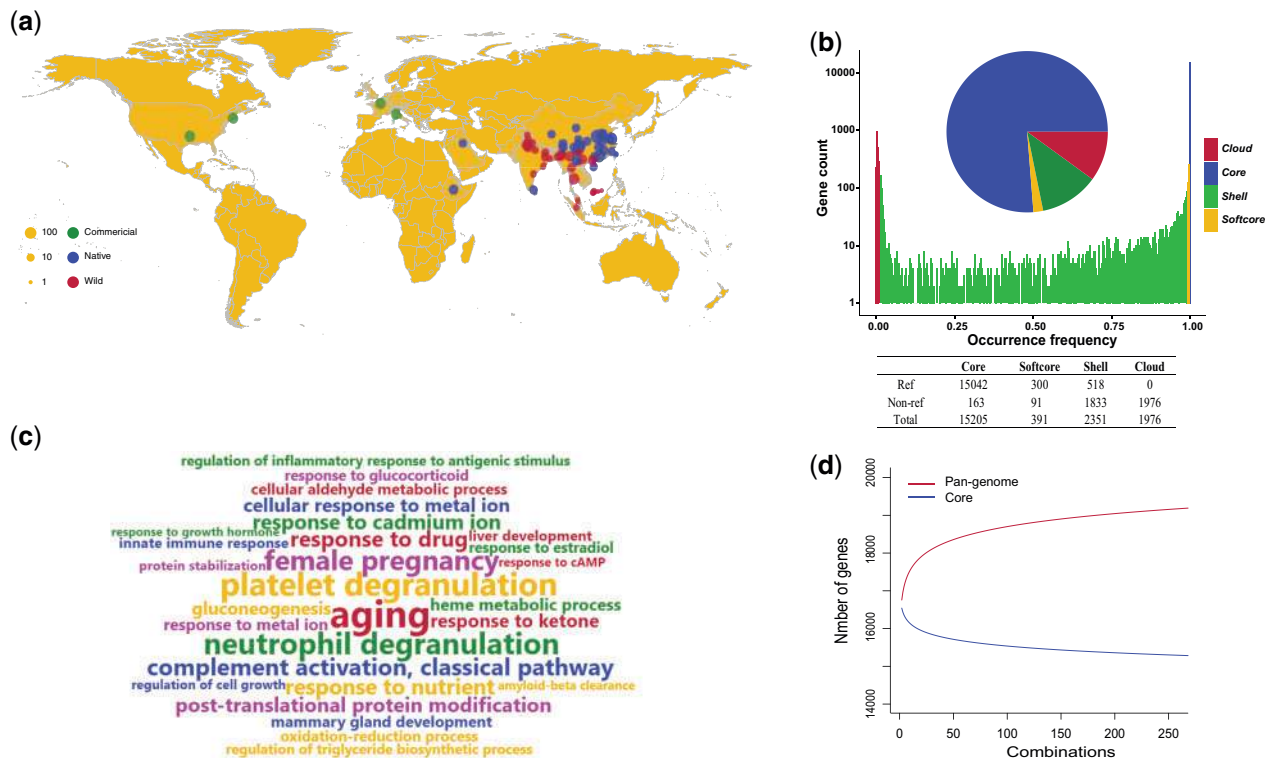 (a)
100 Commericial
10 Native
1 Wild
(b)
Gene count
10000
1000
100
10
1
0.00 0.25 0.50 0.75 1.00
Occurrence frequency
Cloud
Core
Shell
Softcore
Core Softcore Shell Cloud
Ref 15042 300 518 0
Non-ref 163 91 1833 1976
Total 15205 391 2351 1976
(c)
regulation of inflammatory response to antigenic stimulus
response to glucocorticoid
cellular aldehyde metabolic process
cellular response to metal ion
response to cadmium ion
response to growth hormone
response to drug
liver development
innate immune response
response to estradiol
protein stabilization
female pregnancy
response to cAMP
platelet degranulation
gluconeogenesis
aging
heme metabolic process
response to metal ion
response to ketone
neutrophil degranulation
complement activation, classical pathway
regulation of cell growth
response to nutrient
amyloid-beta clearance
post-translational protein modification
mammary gland development
oxidation-reduction process
regulation of triglyceride biosynthetic process
(d)
Nmber of genes
20000
18000
16000
14000
Pan-genome
Core
0 50 100 150 200 250
Combinations